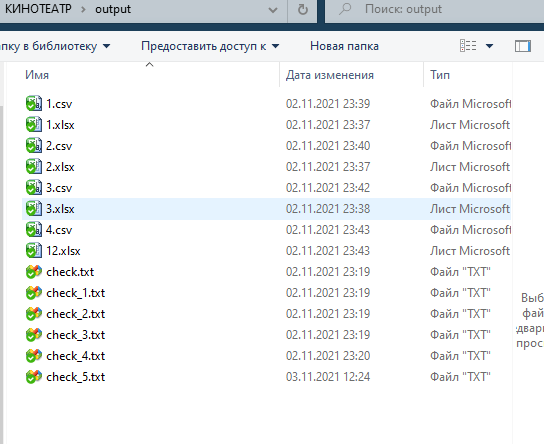 КИНОТЕАТР > output
Поиск: output
пку в библиотеку
Предоставить доступ к
Новая папка
Имя Дата изменения Тип
1.csv 02.11.2021 23:39 Файл Microsoft
1.xlsx 02.11.2021 23:37 Лист Microsoft
2.csv 02.11.2021 23:40 Файл Microsoft
2.xlsx 02.11.2021 23:37 Лист Microsoft
3.csv 02.11.2021 23:42 Файл Microsoft
3.xlsx 02.11.2021 23:38 Лист Microsoft
4.csv 02.11.2021 23:43 Файл Microsoft
12.xlsx 02.11.2021 23:43 Лист Microsoft
check.txt 02.11.2021 23:19 Файл "TXT"
check_1.txt 02.11.2021 23:19 Файл "TXT"
check_2.txt 02.11.2021 23:19 Файл "TXT"
check_3.txt 02.11.2021 23:19 Файл "TXT"
check_4.txt 02.11.2021 23:20 Файл "TXT"
check_5.txt 03.11.2021 12:24 Файл "TXT"
Выб
фай
едвари
прос